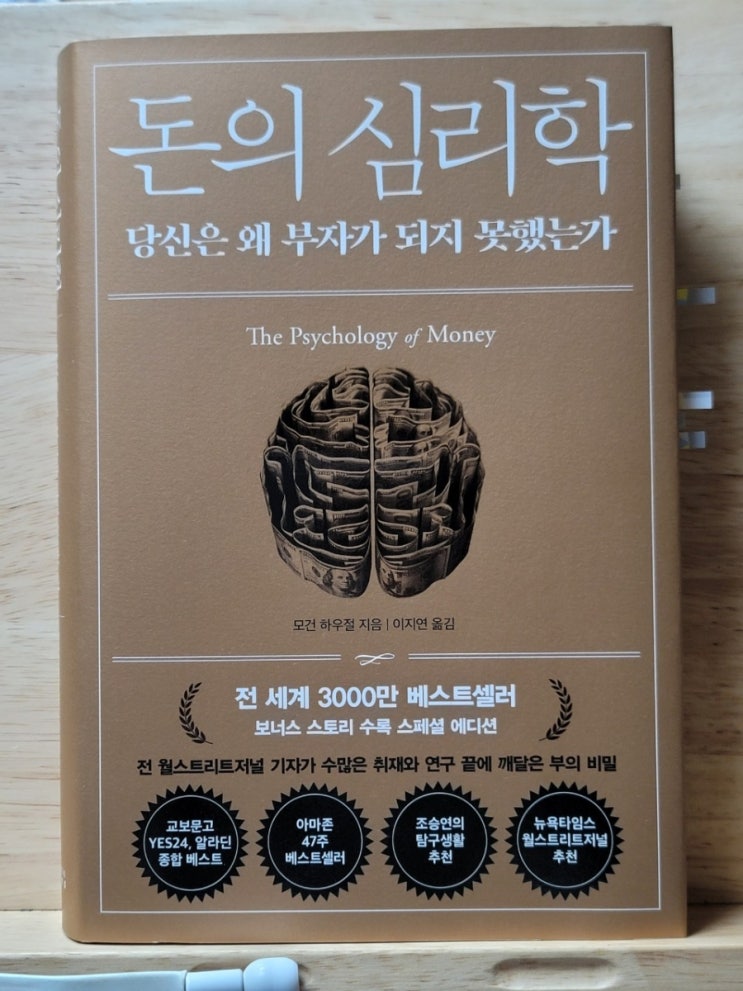 돈의 심리학
당신은 왜 부자가 되지 못했는가
The Psychology of Money
모건 하우절 지음 | 이지연 옮김
전 세계 3000만 베스트셀러
보너스 스토리 수록 스페셜 에디션
전 월스트리트저널 기자가 수많은 취재와 연구 끝에 깨달은 부의 비밀
교보문고
YES24, 알라딘
종합 베스트
아마존
47주
베스트셀러
조승연의
탐구생활
추천
뉴욕타임스
월스트리트저널
추천